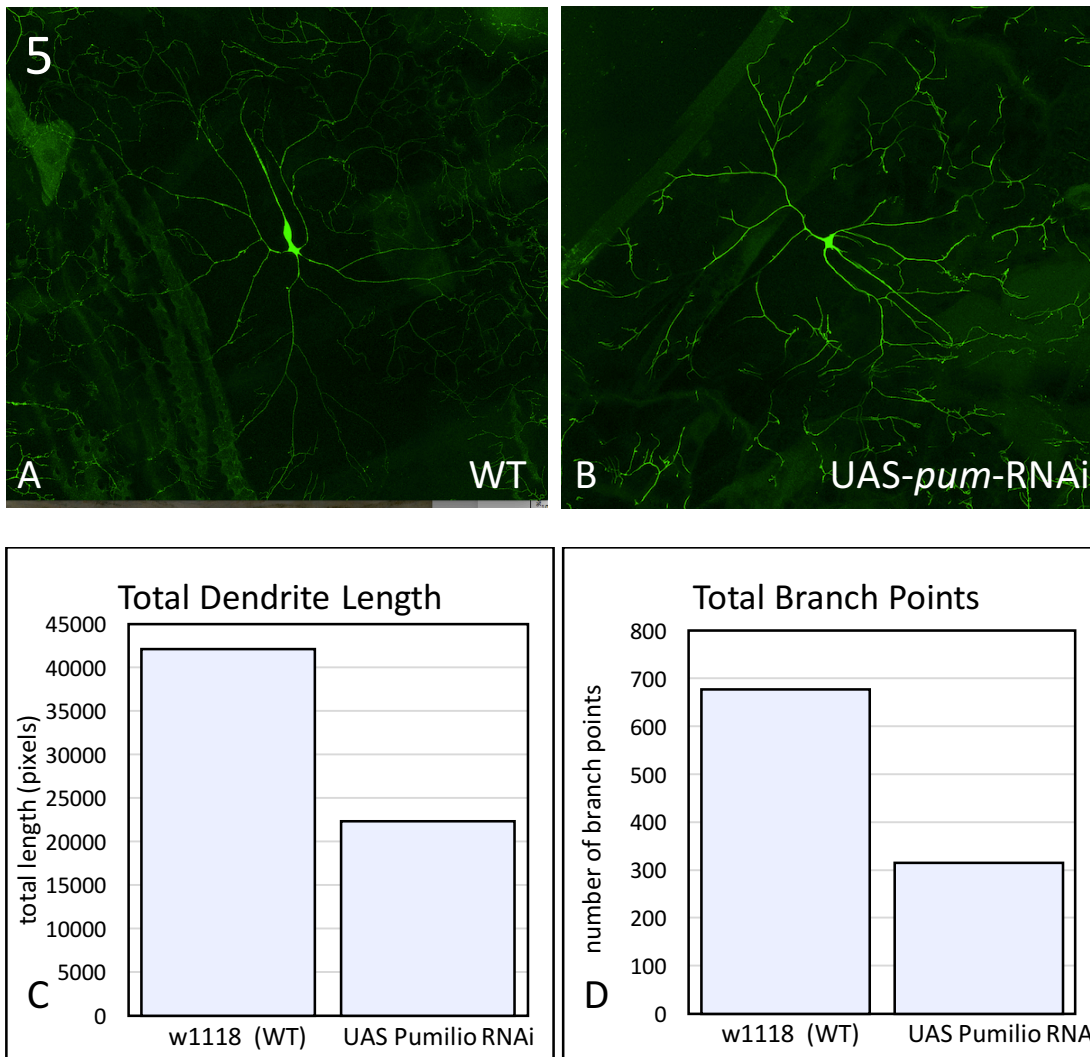 5
A
WT
B
UAS-pum-RNAi
Total Dendrite Length
total length (pixels)
45000
40000
35000
30000
25000
20000
15000
10000
5000
0
C
w1118 (WT)
UAS Pumilio RNAi
Total Branch Points
number of branch points
800
700
600
500
400
300
200
100
0
D
w1118 (WT)
UAS Pumilio RNA